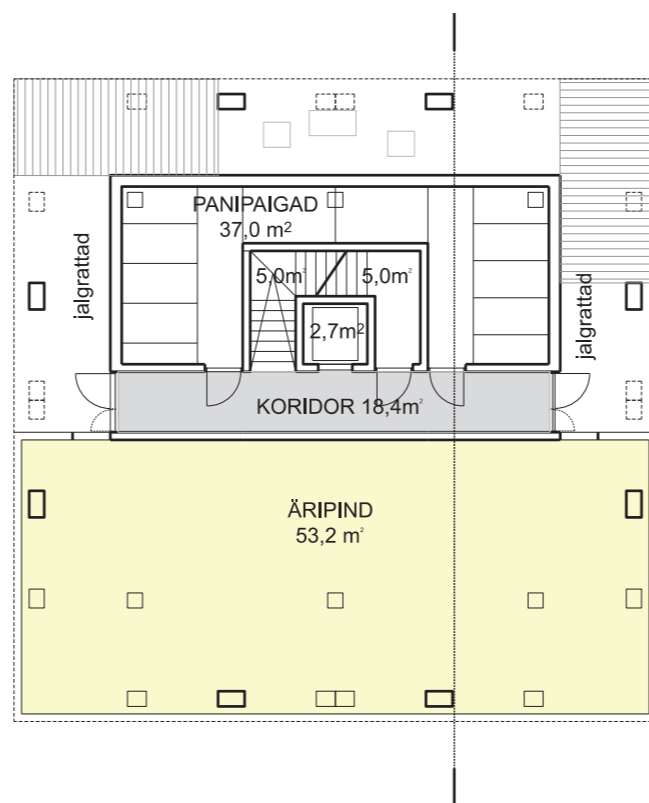 PANIPAIGAD
37,0 m²
jalgrattad
5,0m²
5,0m²
2,7m²
jalgrattad
KORIDOR 18,4m²
ÄRIPIND
53,2 m²